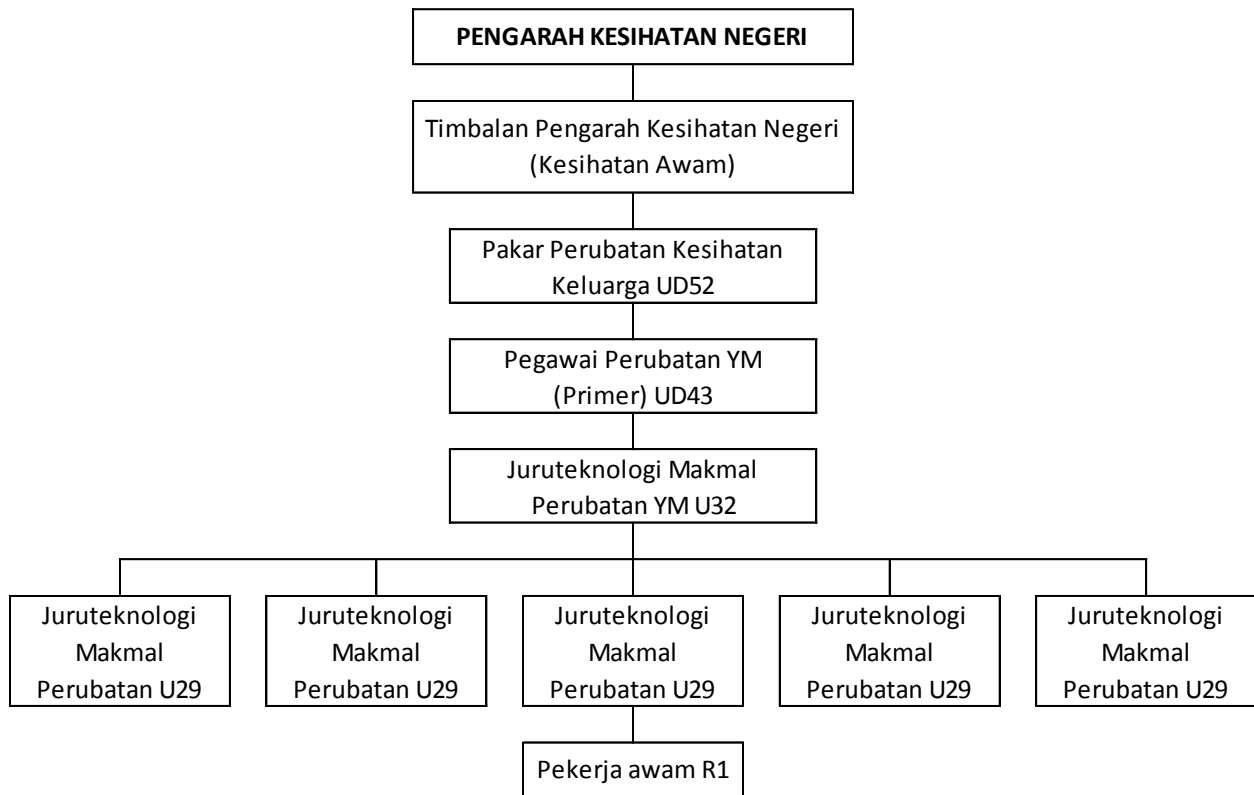 PENGARAH KESIHATAN NEGERI
Timbalan Pengarah Kesihatan Negeri
(Kesihatan Awam)
Pakar Perubatan Kesihatan
Keluarga UD52
Pegawai Perubatan YM
(Primer) UD43
Juruteknologi Makmal
Perubatan YM U32
Juruteknologi
Makmal
Perubatan U29
Juruteknologi
Makmal
Perubatan U29
Juruteknologi
Makmal
Perubatan U29
Juruteknologi
Makmal
Perubatan U29
Juruteknologi
Makmal
Perubatan U29
Pekerja awam R1